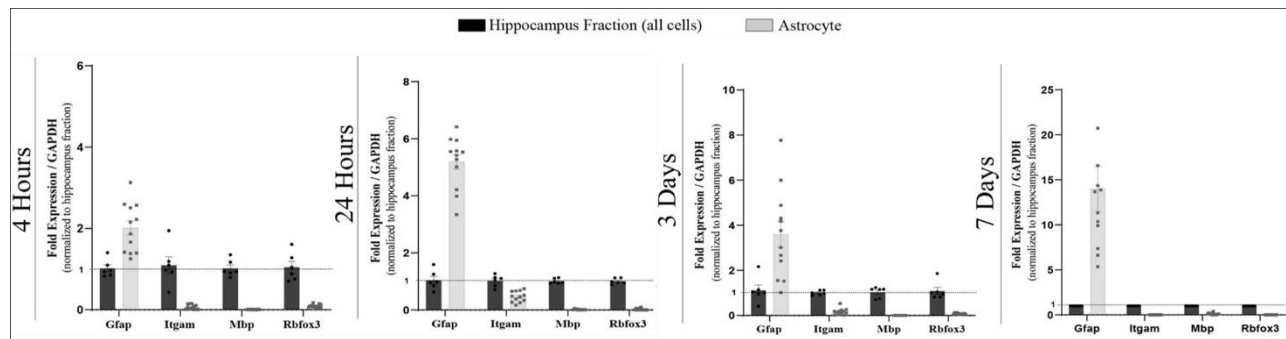 Hippocampus Fraction (all cells) Astrocyte
4 Hours
Fold Expression / GAPDH
(normalized to hippocampus fraction)
6
4
2
1
0
Gfap Itgam Mbp Rbfox3
24 Hours
Fold Expression / GAPDH
(normalized to hippocampus fraction)
8
6
4
2
1
0
Gfap Itgam Mbp Rbfox3
3 Days
Fold Expression / GAPDH
(normalized to hippocampus fraction)
10
8
6
4
2
1
0
Gfap Itgam Mbp Rbfox3
7 Days
Fold Expression / GAPDH
(normalized to hippocampus fraction)
25
20
15
10
5
1
0
Gfap Itgam Mbp Rbfox3